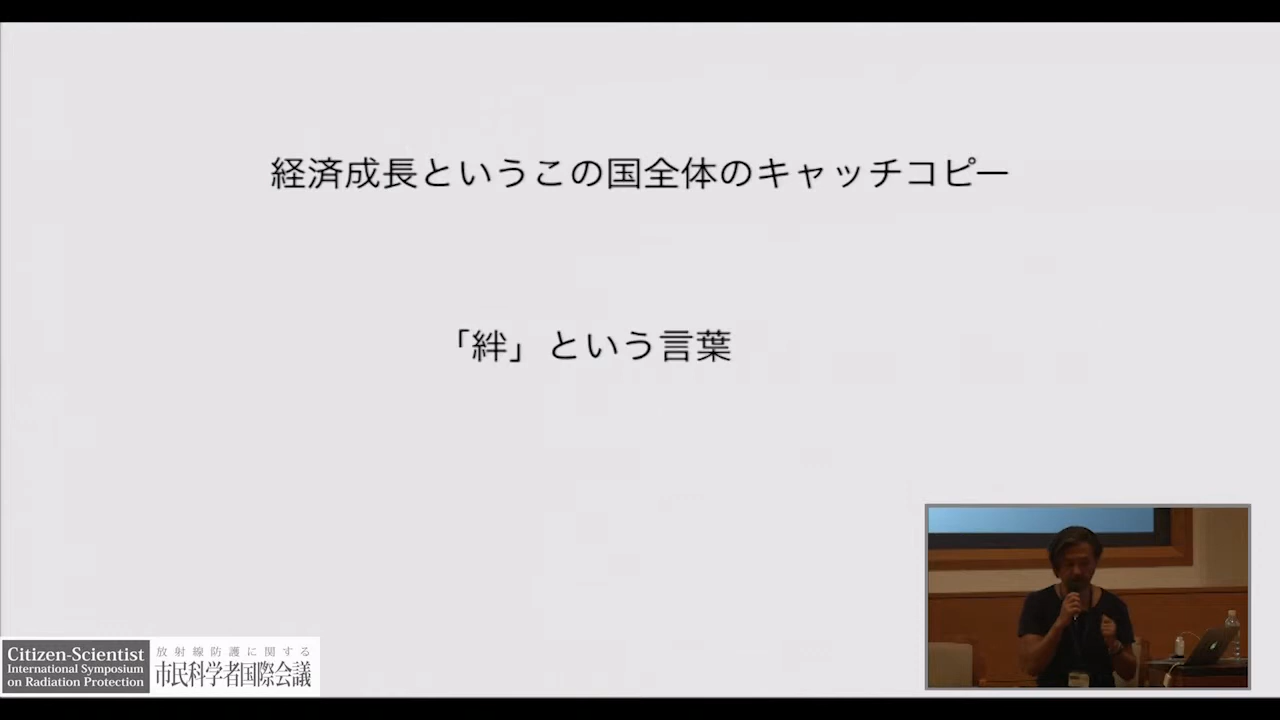 経済成長というこの国全体のキャッチコピー
「絆」という言葉
Citizen-Scientist
International Symposium
on Radiation Protection
放射線防護に関する
市民科学者国際会議